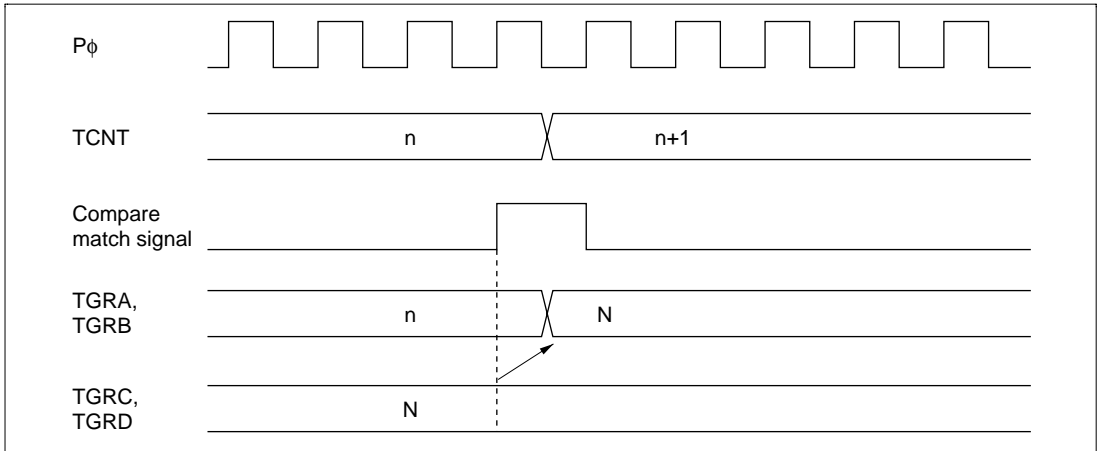 Pϕ
TCNT
n
n+1
Compare
match signal
TGRA,
TGRB
n
N
TGRC,
TGRD
N